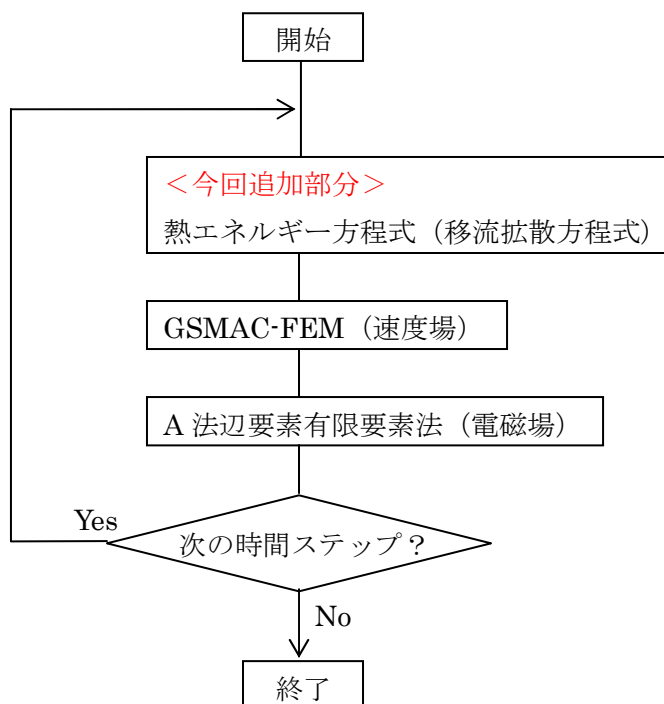 開始
＜今回追加部分＞
熱エネルギー方程式（移流拡散方程式）
GSMAC-FEM（速度場）
A 法辺要素有限要素法（電磁場）
Yes
次の時間ステップ？
No
終了